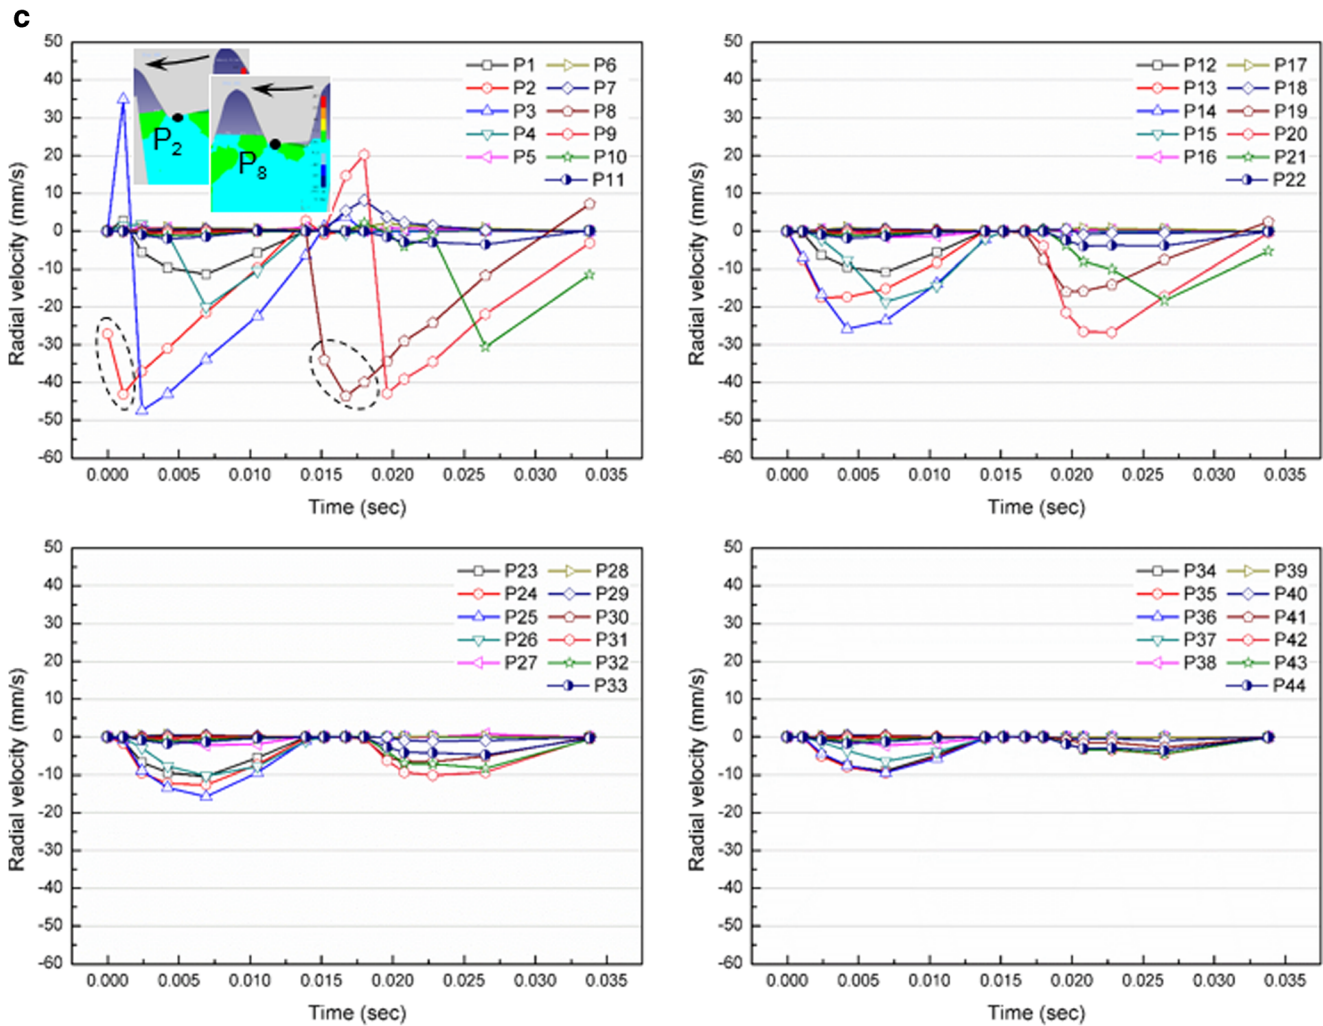 c
50
40
30
20
10
0
-10
-20
-30
-40
-50
-60
Radial velocity (mm/s)
P2
P8
P1 P6
P2 P7
P3 P8
P4 P9
P5 P10
P11
0.000 0.005 0.010 0.015 0.020 0.025 0.030 0.035
Time (sec)
50
40
30
20
10
0
-10
-20
-30
-40
-50
-60
Radial velocity (mm/s)
P12 P17
P13 P18
P14 P19
P15 P20
P16 P21
P22
0.000 0.005 0.010 0.015 0.020 0.025 0.030 0.035
Time (sec)
50
40
30
20
10
0
-10
-20
-30
-40
-50
-60
Radial velocity (mm/s)
P23 P28
P24 P29
P25 P30
P26 P31
P27 P32
P33
0.000 0.005 0.010 0.015 0.020 0.025 0.030 0.035
Time (sec)
50
40
30
20
10
0
-10
-20
-30
-40
-50
-60
Radial velocity (mm/s)
P34 P39
P35 P40
P36 P41
P37 P42
P38 P43
P44
0.000 0.005 0.010 0.015 0.020 0.025 0.030 0.035
Time (sec)